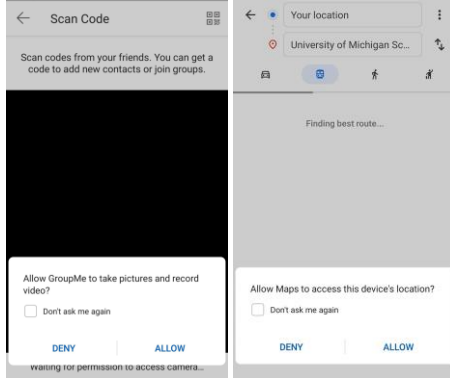 Scan Code
Scan codes from your friends. You can get a
code to add new contacts or join groups.
Allow GroupMe to take pictures and record
video?
Don't ask me again
DENY
ALLOW
Waiting for permission to access camera...
Your location
University of Michigan Sc...
Finding best route...
Allow Maps to access this device's location?
Don't ask me again
DENY
ALLOW